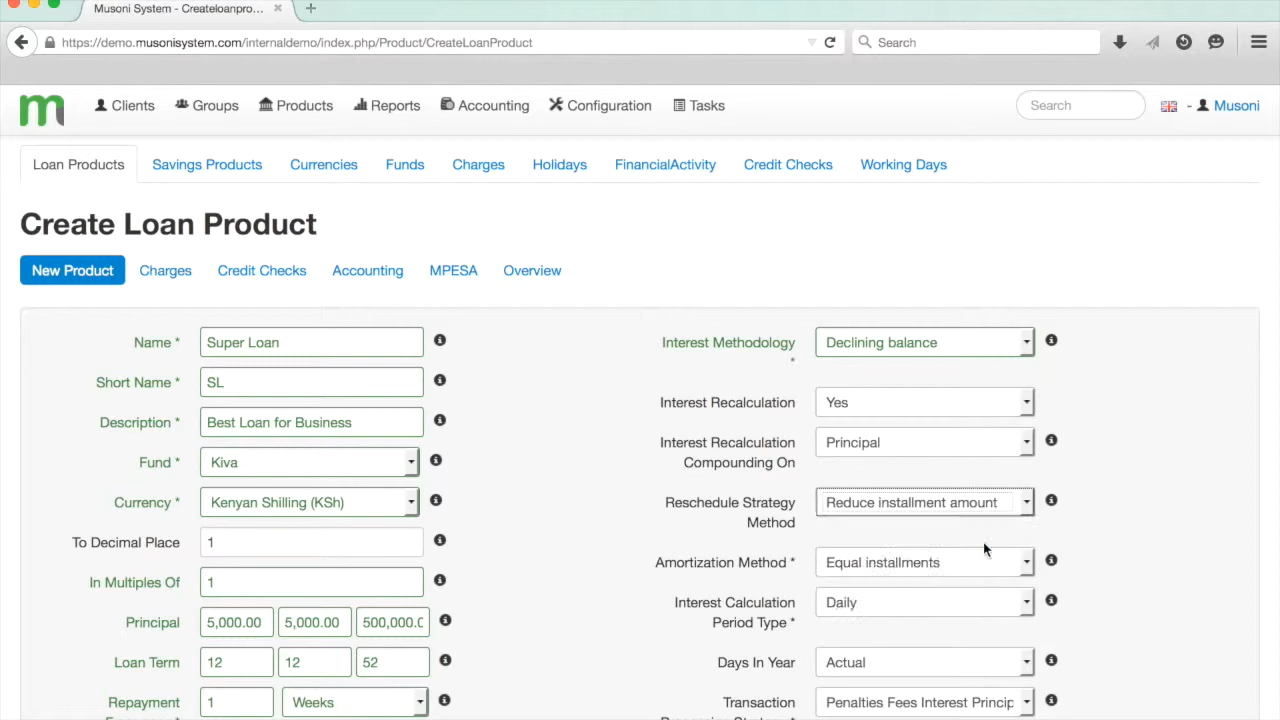 Musoni System - Createloanpro...
https://demo.musonisystem.com/internaldemo/index.php/Product/CreateLoanProduct
Search
Clients Groups Products Reports Accounting Configuration Tasks
Search
- Musoni
Loan Products Savings Products Currencies Funds Charges Holidays FinancialActivity Credit Checks Working Days
Create Loan Product
New Product Charges Credit Checks Accounting MPESA Overview
Name * Super Loan
Short Name * SL
Description * Best Loan for Business
Fund * Kiva
Currency * Kenyan Shilling (KSh)
To Decimal Place 1
In Multiples Of 1
Principal 5,000.00 5,000.00 500,000.0
Loan Term 12 12 52
Repayment 1 Weeks
Interest Methodology * Declining balance
Interest Recalculation Yes
Interest Recalculation Compounding On Principal
Reschedule Strategy Method Reduce installment amount
Amortization Method * Equal installments
Interest Calculation Period Type * Daily
Days In Year Actual
Transaction Penalties Fees Interest Princip